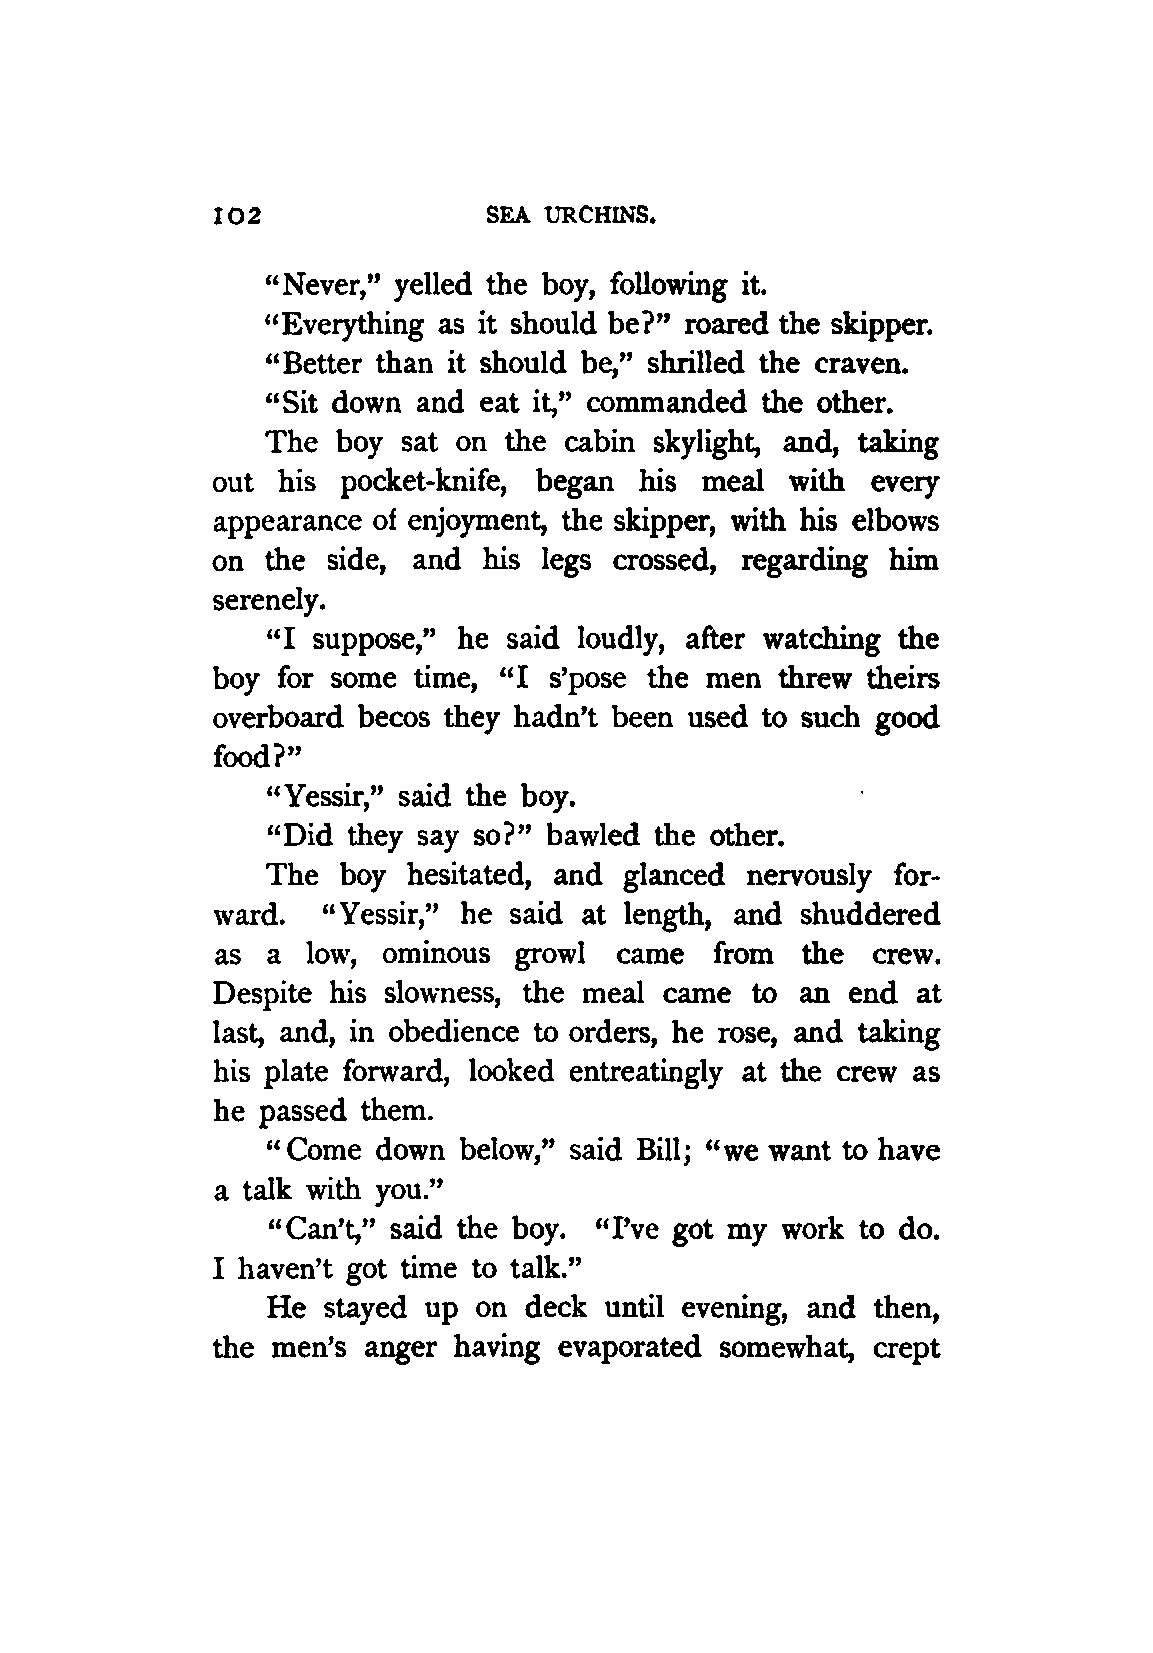 102 SEA URCHINS.
“Never,” yelled the boy, following it.
“Everything as it should be?” roared the skipper.
“Better than it should be,” shrilled the craven.
“Sit down and eat it,” commanded the other.
The boy sat on the cabin skylight, and, taking
out his pocket-knife, began his meal with every
appearance of enjoyment, the skipper, with his elbows
on the side, and his legs crossed, regarding him
serenely.
“I suppose,” he said loudly, after watching the
boy for some time, “I s’pose the men threw theirs
overboard becos they hadn’t been used to such good
food?”
“Yessir,” said the boy.
“Did they say so?” bawled the other.
The boy hesitated, and glanced nervously for-
ward. “Yessir,” he said at length, and shuddered
as a low, ominous growl came from the crew.
Despite his slowness, the meal came to an end at
last, and, in obedience to orders, he rose, and taking
his plate forward, looked entreatingly at the crew as
he passed them.
“Come down below,” said Bill; “we want to have
a talk with you.”
“Can’t,” said the boy. “I’ve got my work to do.
I haven’t got time to talk.”
He stayed up on deck until evening, and then,
the men’s anger having evaporated somewhat, crept